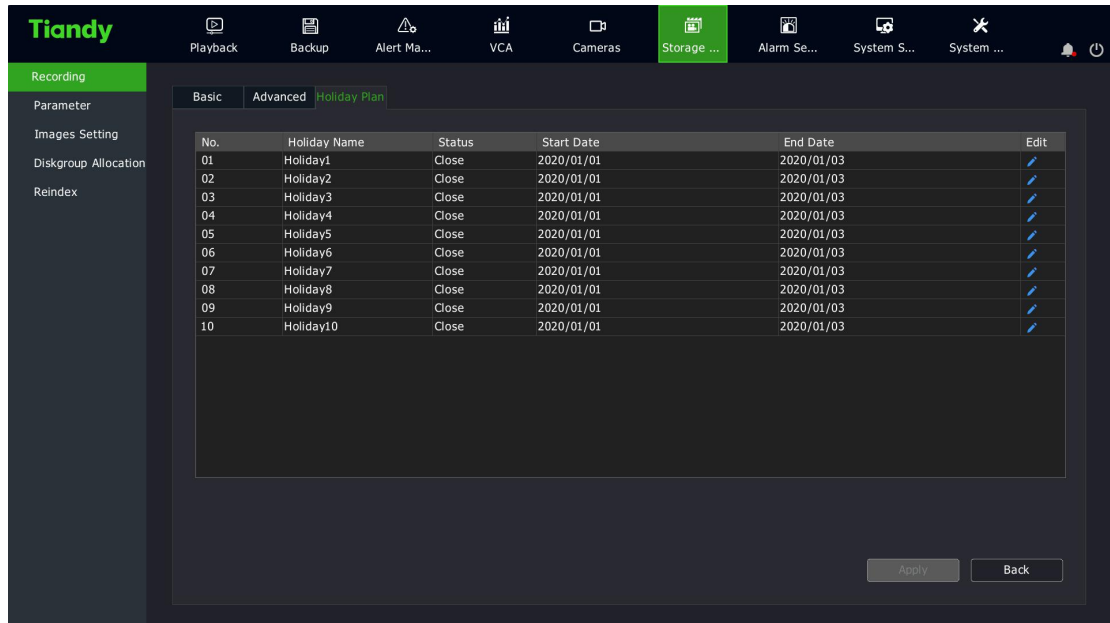 Tiandy
Playback Backup Alert Ma... VCA Cameras Storage ... Alarm Se... System S... System ...
Recording
Parameter
Images Setting
Diskgroup Allocation
Reindex
Basic Advanced Holiday Plan
No. Holiday Name Status Start Date End Date Edit
01 Holiday1 Close 2020/01/01 2020/01/03
02 Holiday2 Close 2020/01/01 2020/01/03
03 Holiday3 Close 2020/01/01 2020/01/03
04 Holiday4 Close 2020/01/01 2020/01/03
05 Holiday5 Close 2020/01/01 2020/01/03
06 Holiday6 Close 2020/01/01 2020/01/03
07 Holiday7 Close 2020/01/01 2020/01/03
08 Holiday8 Close 2020/01/01 2020/01/03
09 Holiday9 Close 2020/01/01 2020/01/03
10 Holiday10 Close 2020/01/01 2020/01/03
Apply Back